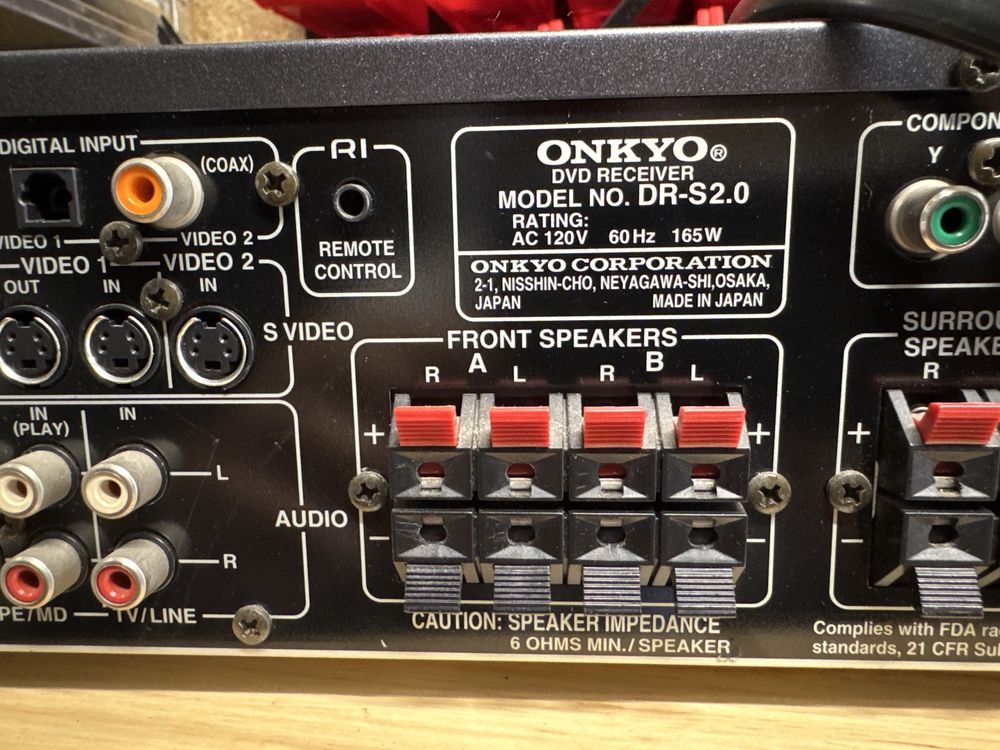 DIGITAL INPUT
(COAX)
VIDEO 1
VIDEO 2
VIDEO 1
VIDEO 2
OUT
IN
IN
S VIDEO
IN
(PLAY)
IN
L
AUDIO
R
PE/MD
TV/LINE
RI
REMOTE
CONTROL
ONKYO®
DVD RECEIVER
MODEL NO. DR-S2.0
RATING:
AC 120V 60Hz 165W
ONKYO CORPORATION
2-1, NISSHIN-CHO, NEYAGAWA-SHI,OSAKA,
JAPAN MADE IN JAPAN
FRONT SPEAKERS
A B
R L R L
+ +
− −
CAUTION: SPEAKER IMPEDANCE
6 OHMS MIN./SPEAKER
COMPON
Y
SURROU
SPEAKE
R
+
−
Complies with FDA ra
standards, 21 CFR Su